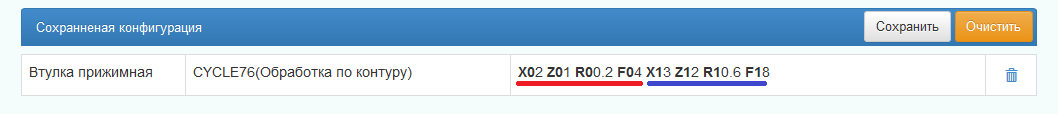 Сохранненая конфигурация Сохранить Очистить
Втулка прижимная CYCLE76(Обработка по контуру) X02 Z01 R00.2 F04 X13 Z12 R10.6 F18